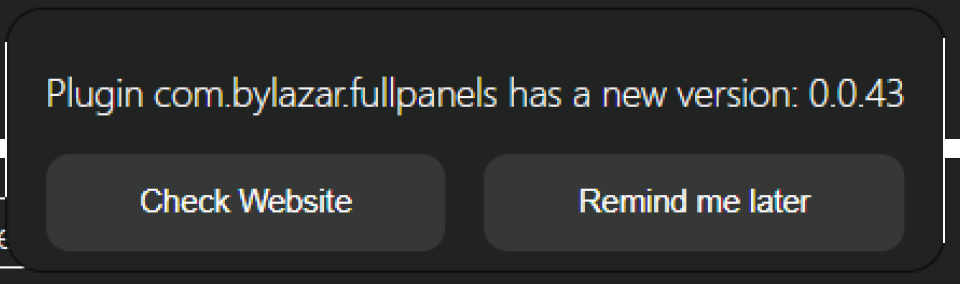 Plugin com.bylazar.fullpanels has a new version: 0.0.43
Check Website
Remind me later